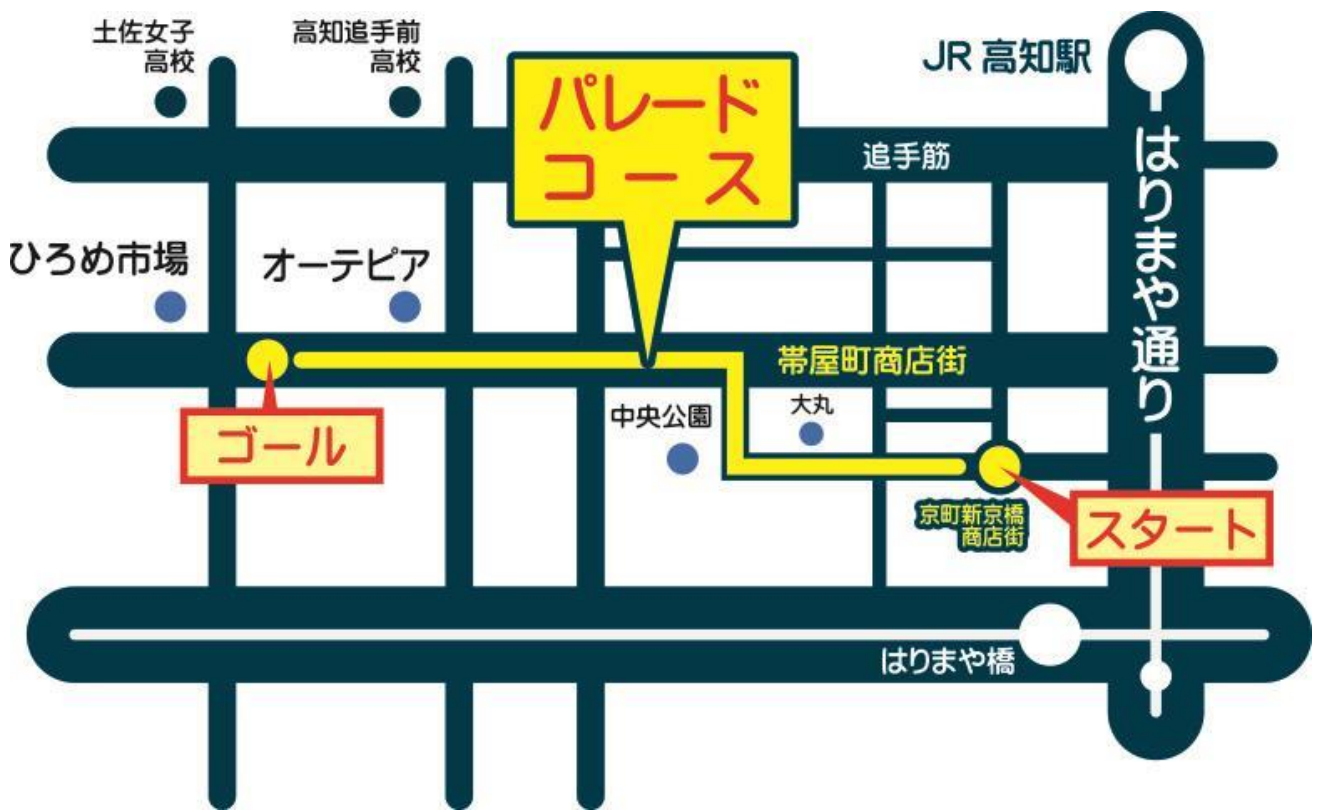 土佐女子
高校
高知追手前
高校
パレード
コース
JR 高知駅
追手筋
はりまや通り
ひろめ市場
オーテピア
帯屋町商店街
ゴール
中央公園
大丸
京町新京橋
商店街
スタート
はりまや橋